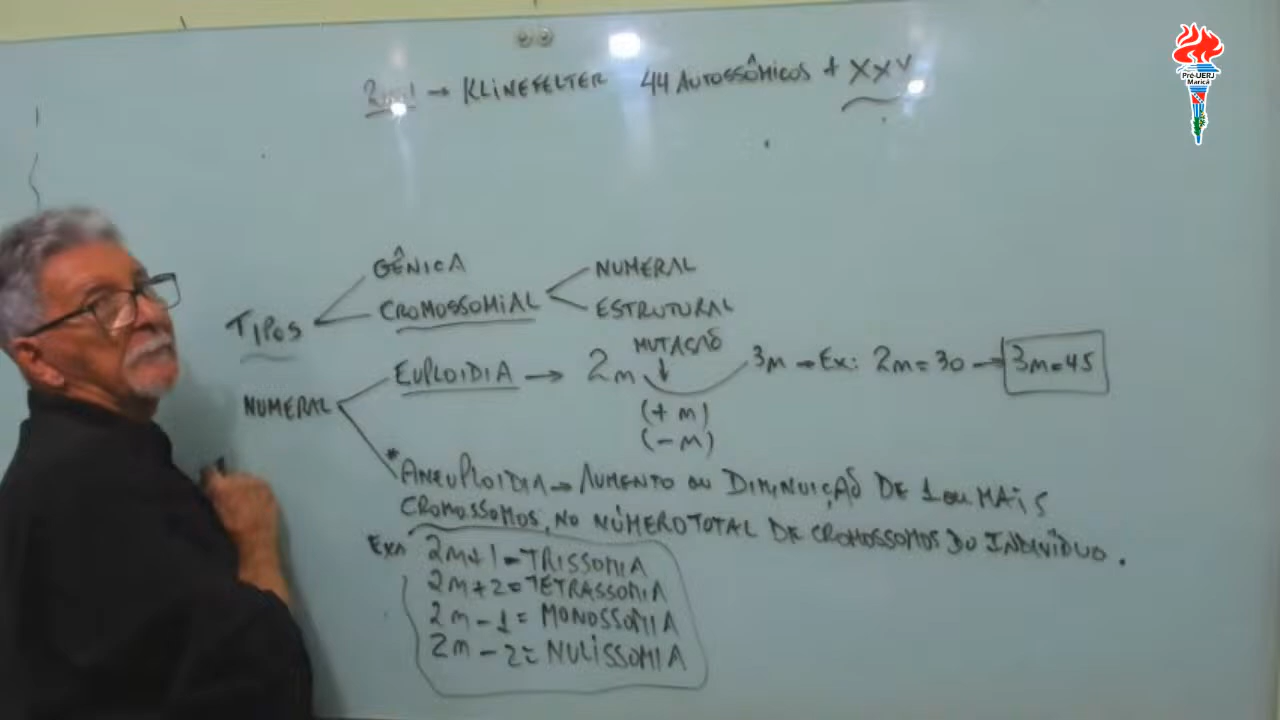 2n+1 → KLINEFELTER 44 AUTOSSÔMICOS + XXY
Pré-UERJ
Maricá
GÊNICA
NUMERAL
TIPOS
CROMOSSOMIAL
ESTRUTURAL
MUTAÇÃO
NUMERAL
EUPLOIDIA → 2n
3n → Ex: 2n = 30 → 3n = 45
(+ n)
(- n)
* ANEUPLOIDIA → AUMENTO OU DIMINUIÇÃO DE 1 OU MAIS
CROMOSSOMOS, NO NÚMERO TOTAL DE CROMOSSOMOS DO INDIVÍDUO.
2n+1 = TRISSOMIA
2n+2 = TETRASSOMIA
2n-1 = MONOSSOMIA
2n-2 = NULISSOMIA